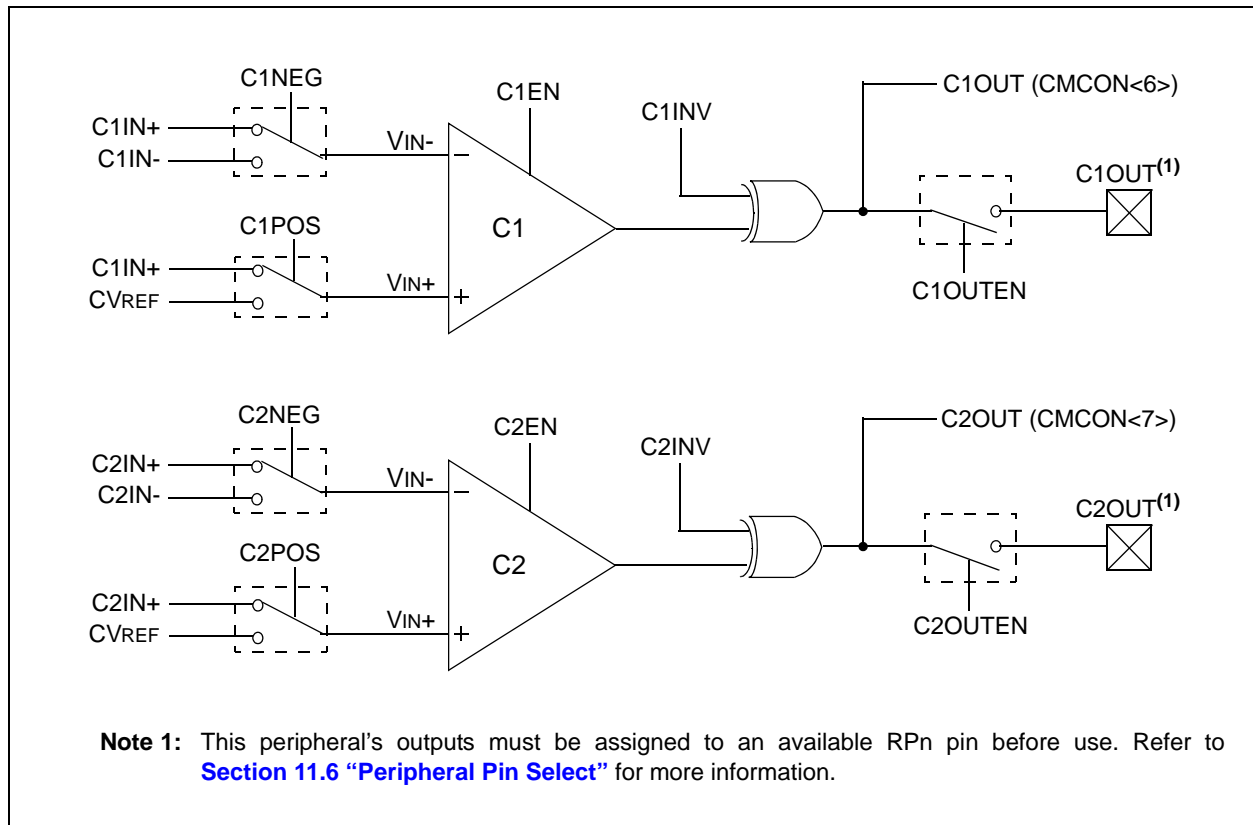 C1NEG
C1EN
C1IN+
C1IN-
VIN-
–
C1INV
C1OUT (CMCON<6>)
C1OUT(1)
C1
C1POS
C1IN+
CVREF
VIN+
+
C1OUTEN
C2NEG
C2EN
C2IN+
C2IN-
VIN-
–
C2INV
C2OUT (CMCON<7>)
C2OUT(1)
C2
C2POS
C2IN+
CVREF
VIN+
+
C2OUTEN
Note 1: This peripheral's outputs must be assigned to an available RPn pin before use. Refer to
Section 11.6 “Peripheral Pin Select” for more information.